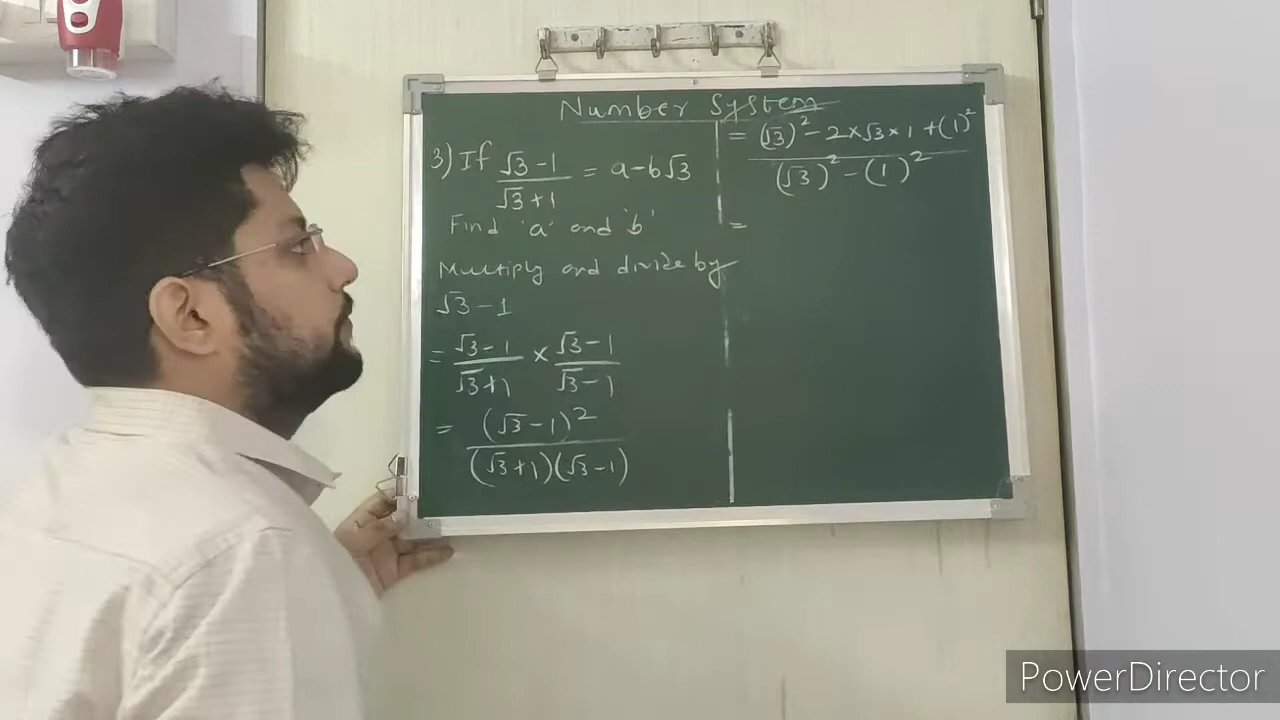 Number System
3) If (√3-1)/(√3+1) = a-b√3
Find 'a' and 'b'
Multiply and divide by
√3-1
= (√3-1)/(√3+1) × (√3-1)/(√3-1)
= (√3-1)²/(√3+1)(√3-1)
= ((√3)²-2×√3×1+(1)²)/((√3)²-(1)²)
=
PowerDirector